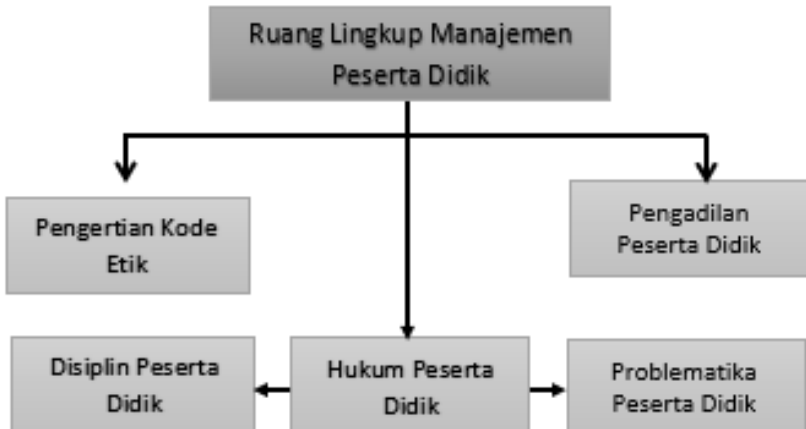 Ruang Lingkup Manajemen
Peserta Didik
Pengertian Kode
Etik
Pengadilan
Peserta Didik
Disiplin Peserta
Didik
Hukum Peserta
Didik
Problematika
Peserta Didik